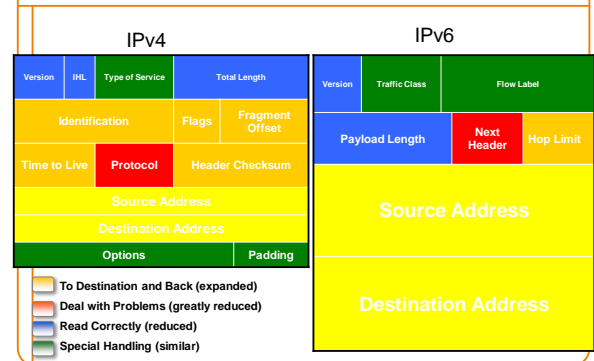 IPv4
IPv6
Version IHL Type of Service Total Length
Identification Flags Fragment Offset
Time to Live Protocol Header Checksum
Source Address
Destination Address
Options Padding
Version Traffic Class Flow Label
Payload Length Next Header Hop Limit
Source Address
Destination Address
To Destination and Back (expanded)
Deal with Problems (greatly reduced)
Read Correctly (reduced)
Special Handling (similar)